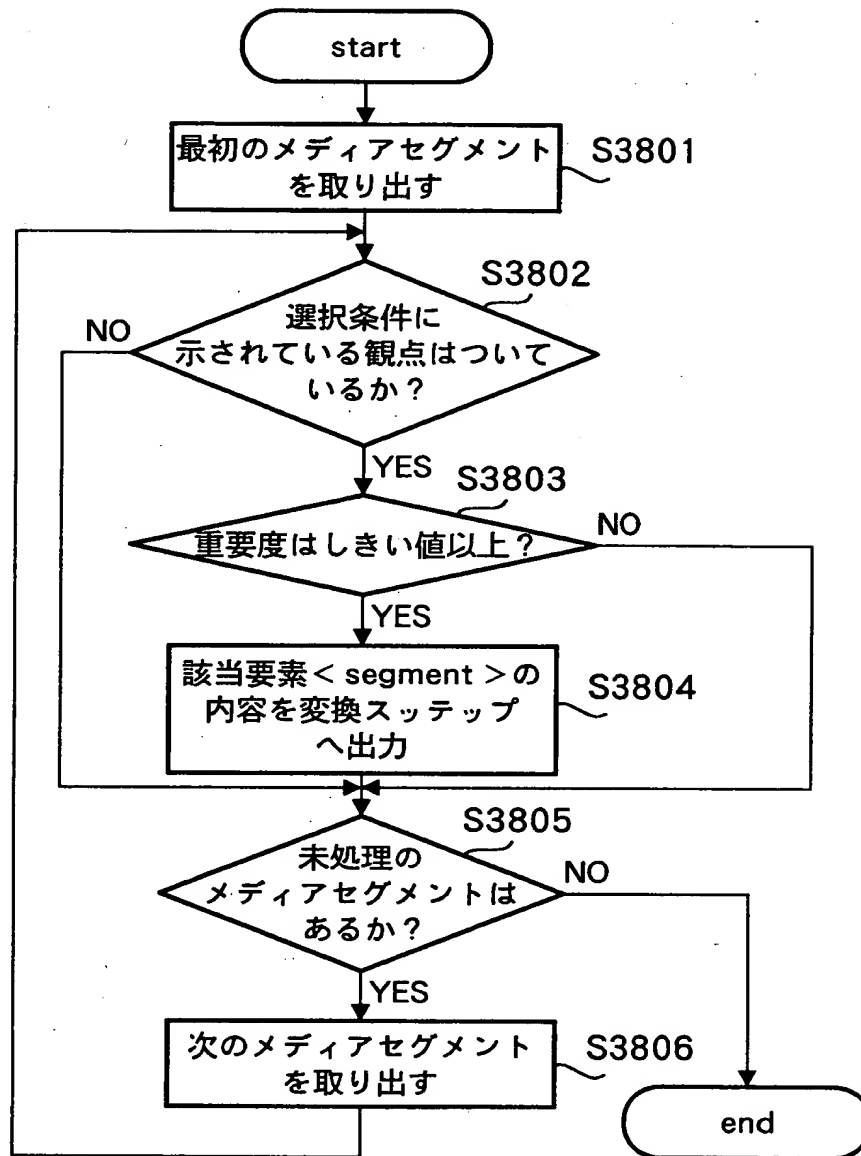 start
最初のメディアセグメント
を取り出す
S3801
S3802
選択条件に
示されている観点はついて
いるか？
NO
YES
S3803
重要度はしきい値以上？
NO
YES
該当要素＜segment＞の
内容を変換スッテップ
へ出力
S3804
S3805
未処理の
メディアセグメントは
あるか？
NO
YES
次のメディアセグメント
を取り出す
S3806
end